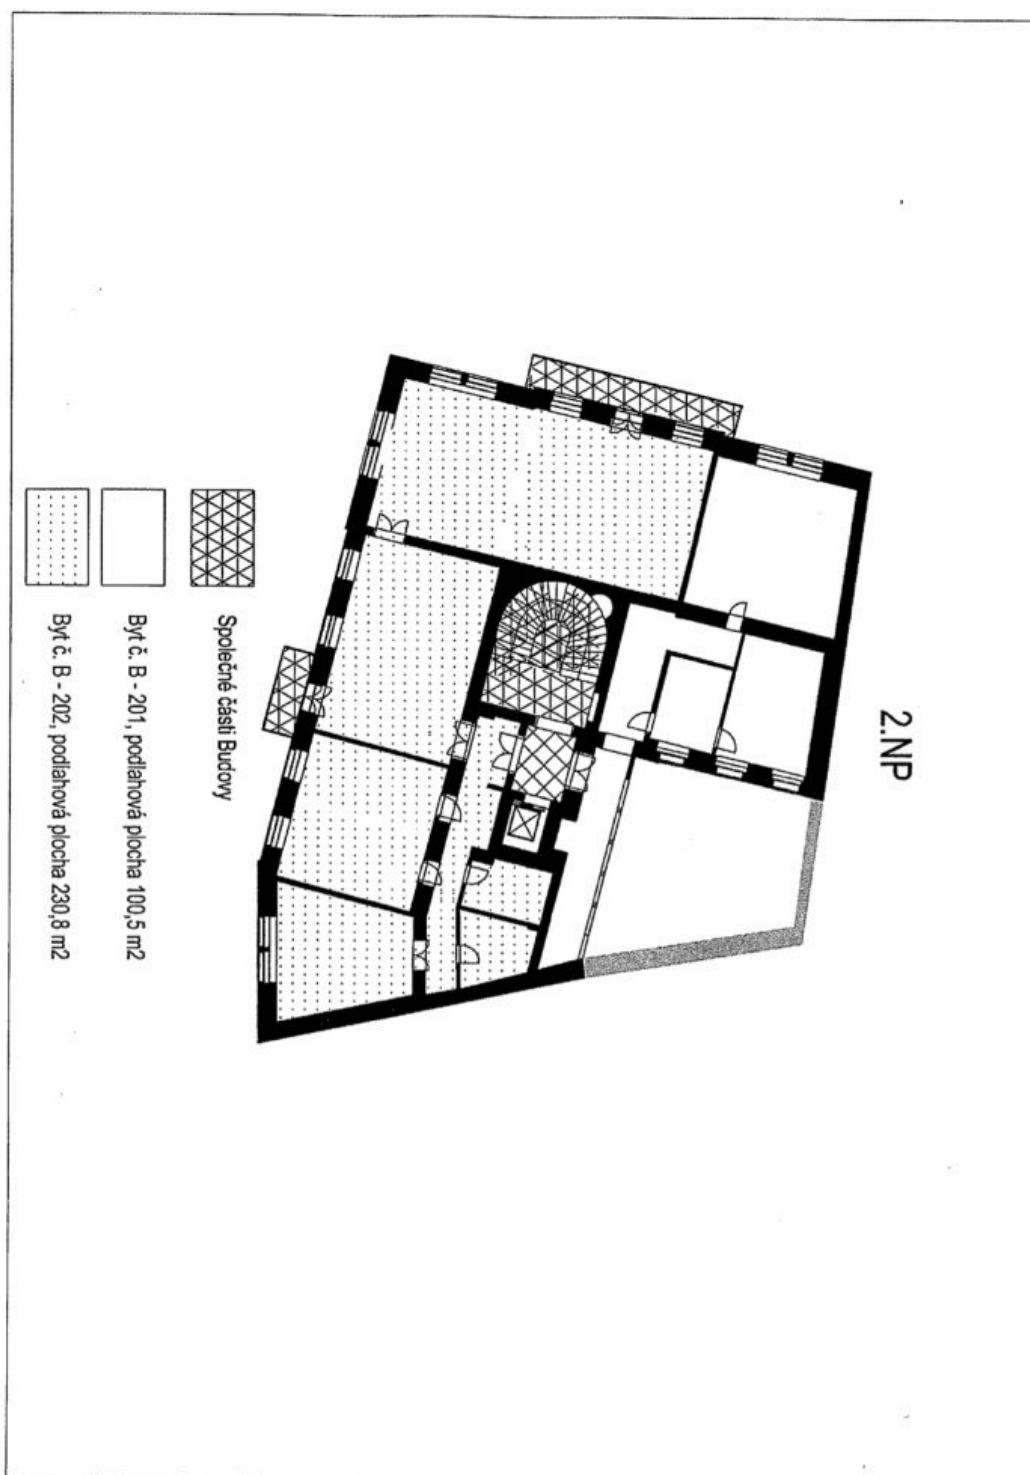 2.NP
Společné části Budovy
Byt č. B - 201, podlahová plocha 100,5 m2
Byt č. B - 202, podlahová plocha 230,8 m2